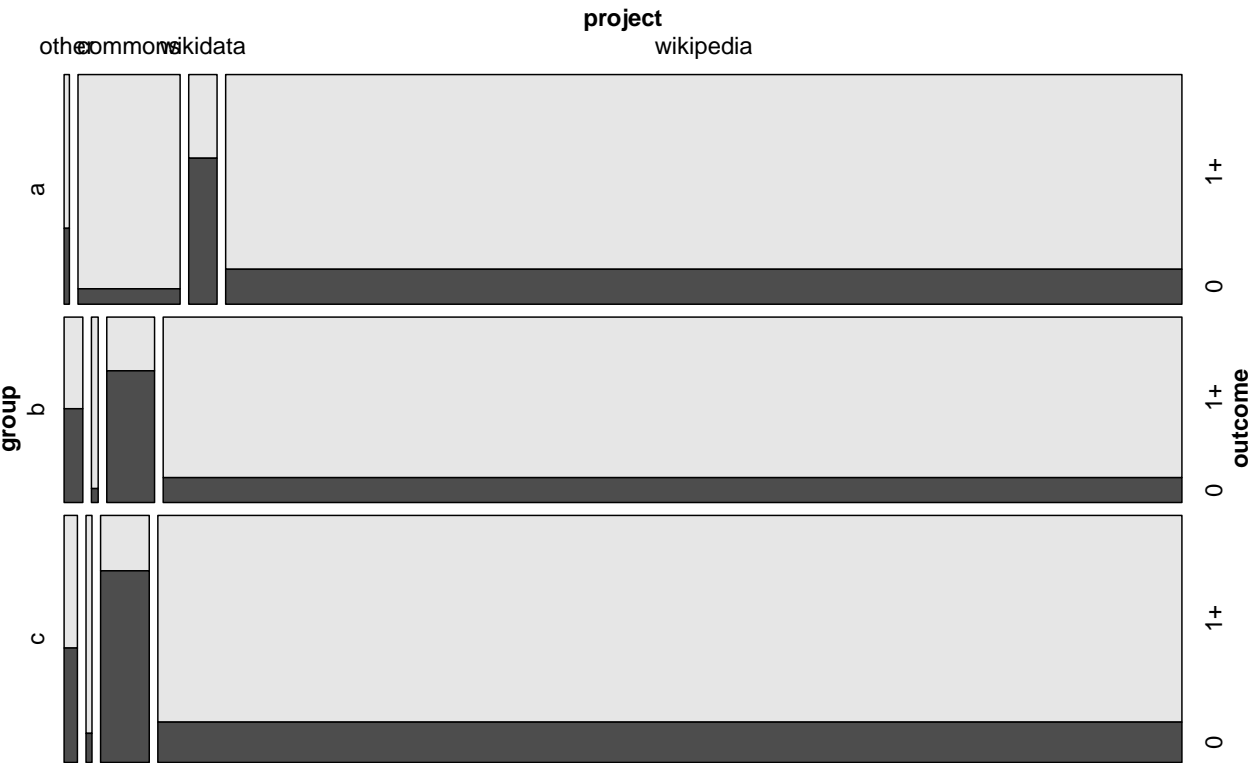 project
other commons wikidata wikipedia
a
1+
0
group
b
1+
outcome
0
c
1+
0